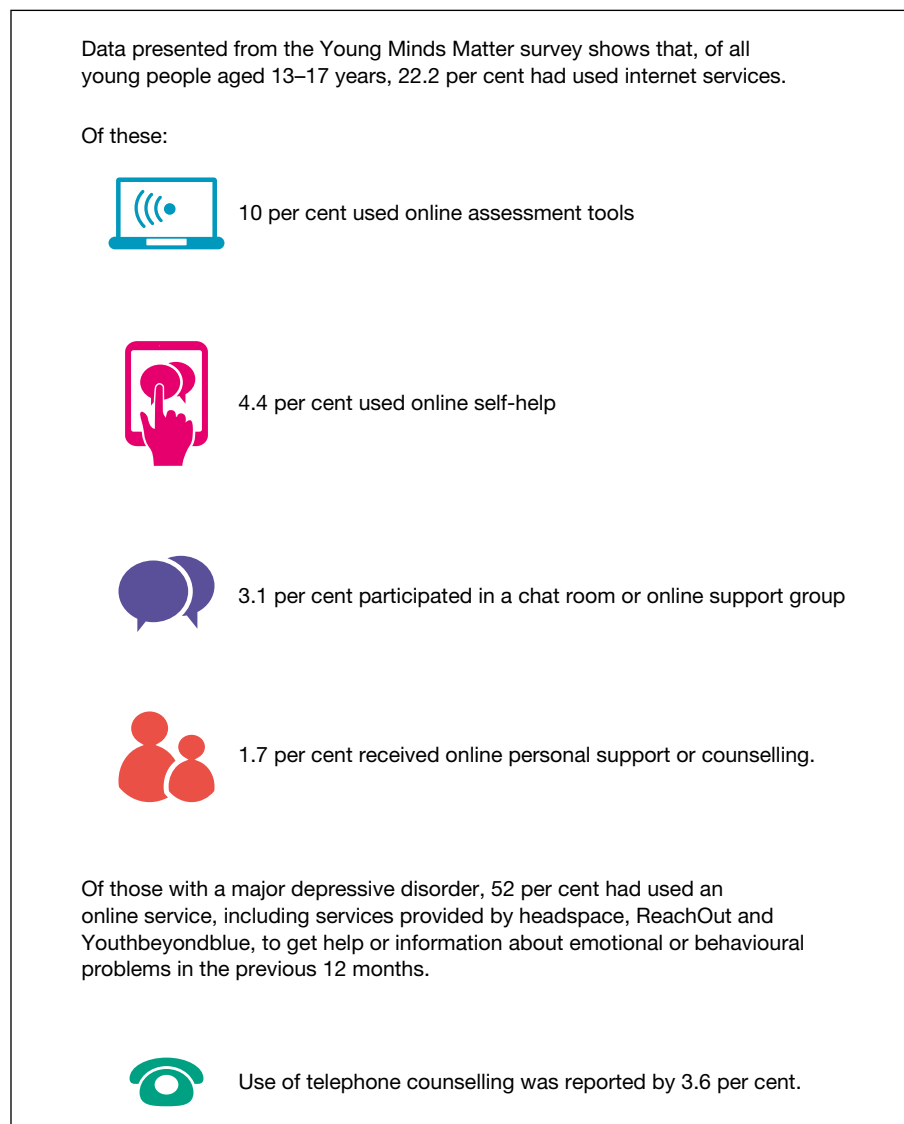 Data presented from the Young Minds Matter survey shows that, of all
young people aged 13–17 years, 22.2 per cent had used internet services.
Of these:
10 per cent used online assessment tools
4.4 per cent used online self-help
3.1 per cent participated in a chat room or online support group
1.7 per cent received online personal support or counselling.
Of those with a major depressive disorder, 52 per cent had used an
online service, including services provided by headspace, ReachOut and
Youthbeyondblue, to get help or information about emotional or behavioural
problems in the previous 12 months.
Use of telephone counselling was reported by 3.6 per cent.